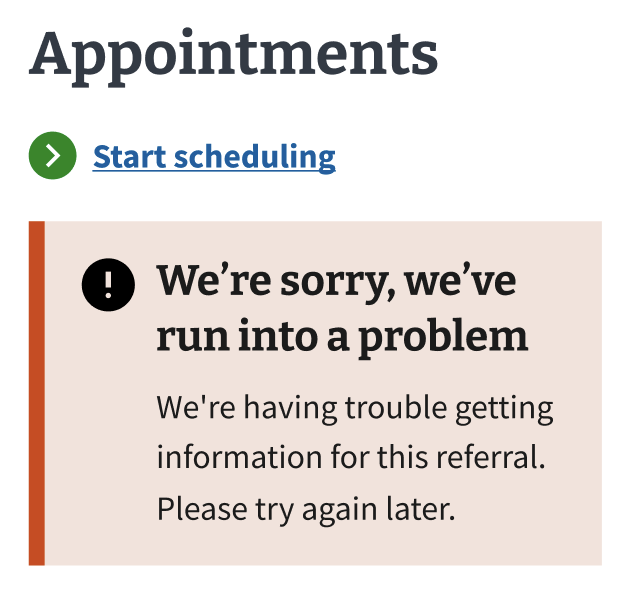 Appointments
Start scheduling
We’re sorry, we’ve
run into a problem
We're having trouble getting
information for this referral.
Please try again later.